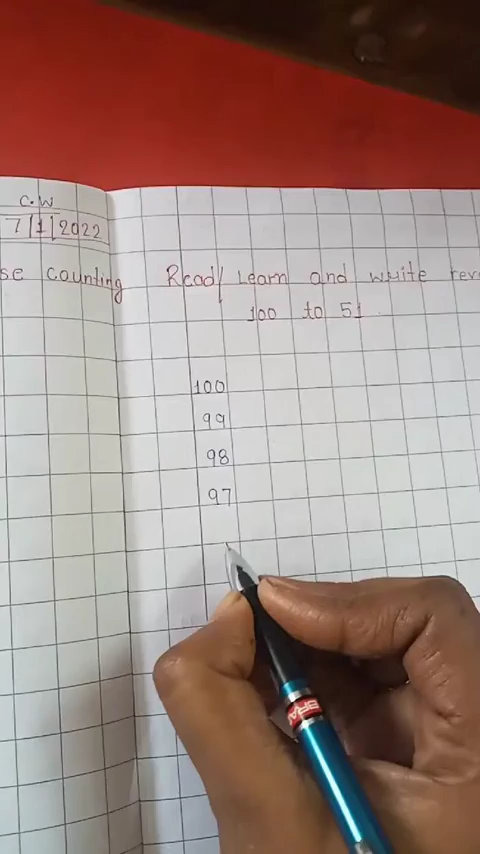 C.W
7/1/2022
se counting
Read/ Learn and write rev
100 to 51.
100
99
98
97